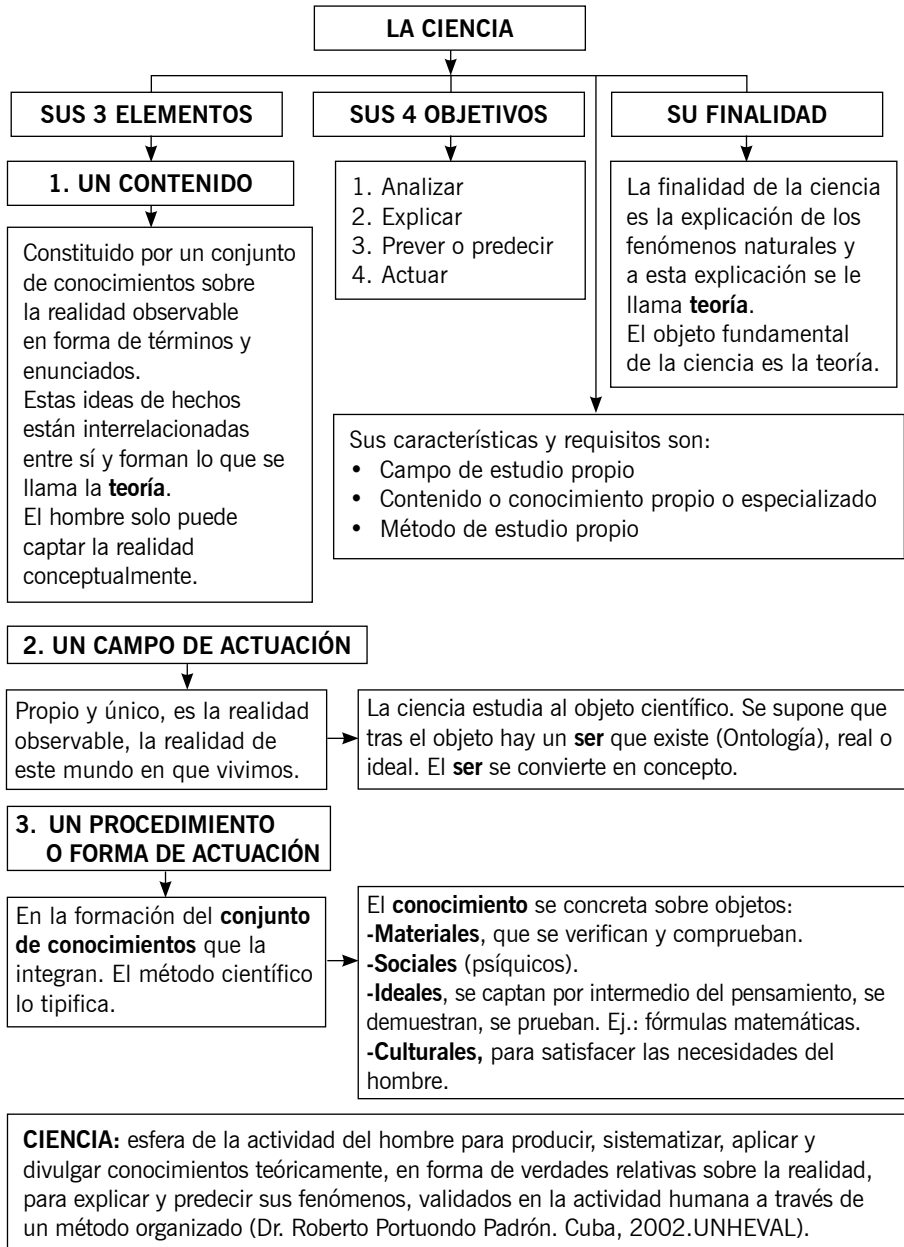 LA CIENCIA
SUS 3 ELEMENTOS
SUS 4 OBJETIVOS
SU FINALIDAD
1. UN CONTENIDO
Constituido por un conjunto
de conocimientos sobre
la realidad observable
en forma de términos y
enunciados.
Estas ideas de hechos
están interrelacionadas
entre sí y forman lo que se
llama la teoría.
El hombre solo puede
captar la realidad
conceptualmente.
1. Analizar
2. Explicar
3. Prever o predecir
4. Actuar
La finalidad de la ciencia
es la explicación de los
fenómenos naturales y
a esta explicación se le
llama teoría.
El objeto fundamental
de la ciencia es la teoría.
Sus características y requisitos son:
• Campo de estudio propio
• Contenido o conocimiento propio o especializado
• Método de estudio propio
2. UN CAMPO DE ACTUACIÓN
Propio y único, es la realidad
observable, la realidad de
este mundo en que vivimos.
La ciencia estudia al objeto científico. Se supone que
tras el objeto hay un ser que existe (Ontología), real o
ideal. El ser se convierte en concepto.
3. UN PROCEDIMIENTO
O FORMA DE ACTUACIÓN
En la formación del conjunto
de conocimientos que la
integran. El método científico
lo tipifica.
El conocimiento se concreta sobre objetos:
-Materiales, que se verifican y comprueban.
-Sociales (psíquicos).
-Ideales, se captan por intermedio del pensamiento, se
demuestran, se prueban. Ej.: fórmulas matemáticas.
-Culturales, para satisfacer las necesidades del
hombre.
CIENCIA: esfera de la actividad del hombre para producir, sistematizar, aplicar y
divulgar conocimientos teóricamente, en forma de verdades relativas sobre la realidad,
para explicar y predecir sus fenómenos, validados en la actividad humana a través de
un método organizado (Dr. Roberto Portuondo Padrón. Cuba, 2002.UNHEVAL).